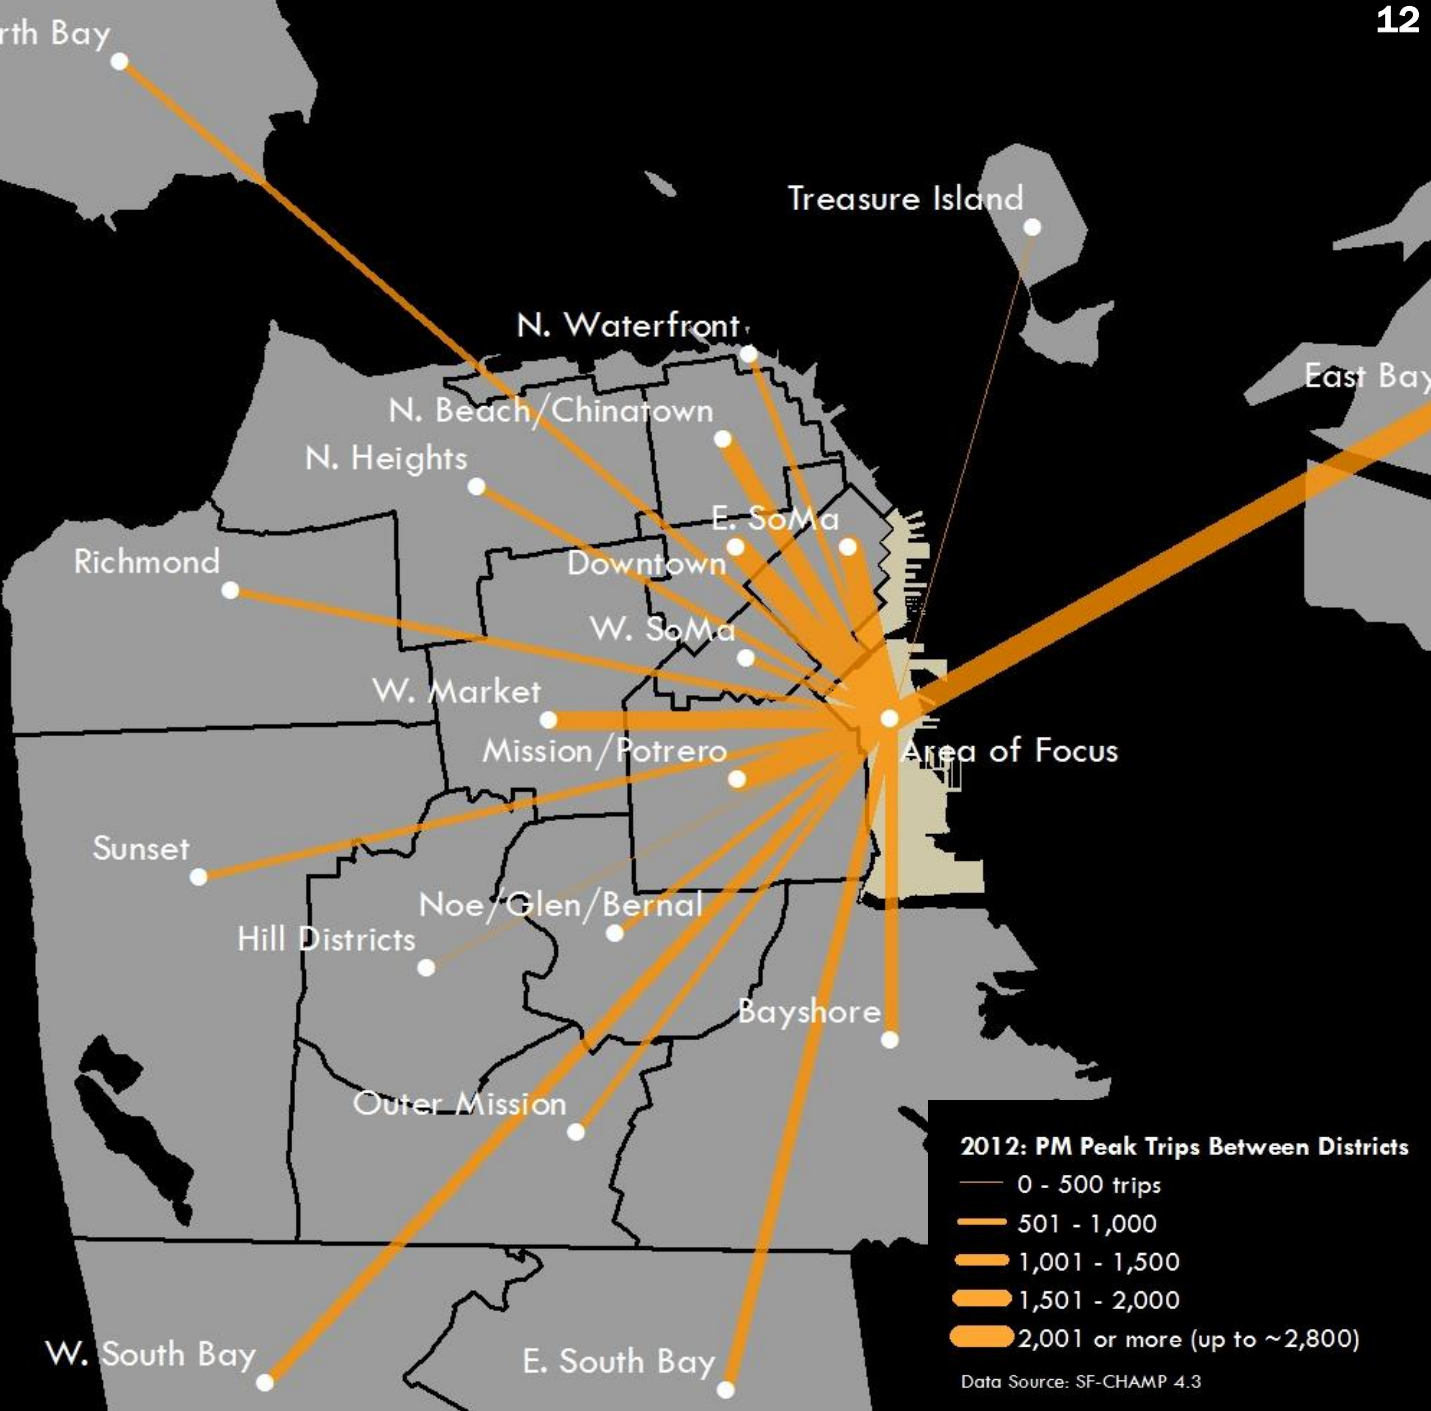 12
rth Bay
Treasure Island
N. Waterfront
East Bay
N. Beach/Chinatown
N. Heights
E. SoMa
Richmond
Downtown
W. SoMa
W. Market
Mission/Potrero
Area of Focus
Sunset
Noe/Glen/Bernal
Hill Districts
Bayshore
Outer Mission
W. South Bay
E. South Bay
2012: PM Peak Trips Between Districts
0 - 500 trips
501 - 1,000
1,001 - 1,500
1,501 - 2,000
2,001 or more (up to ~2,800)
Data Source: SF-CHAMP 4.3